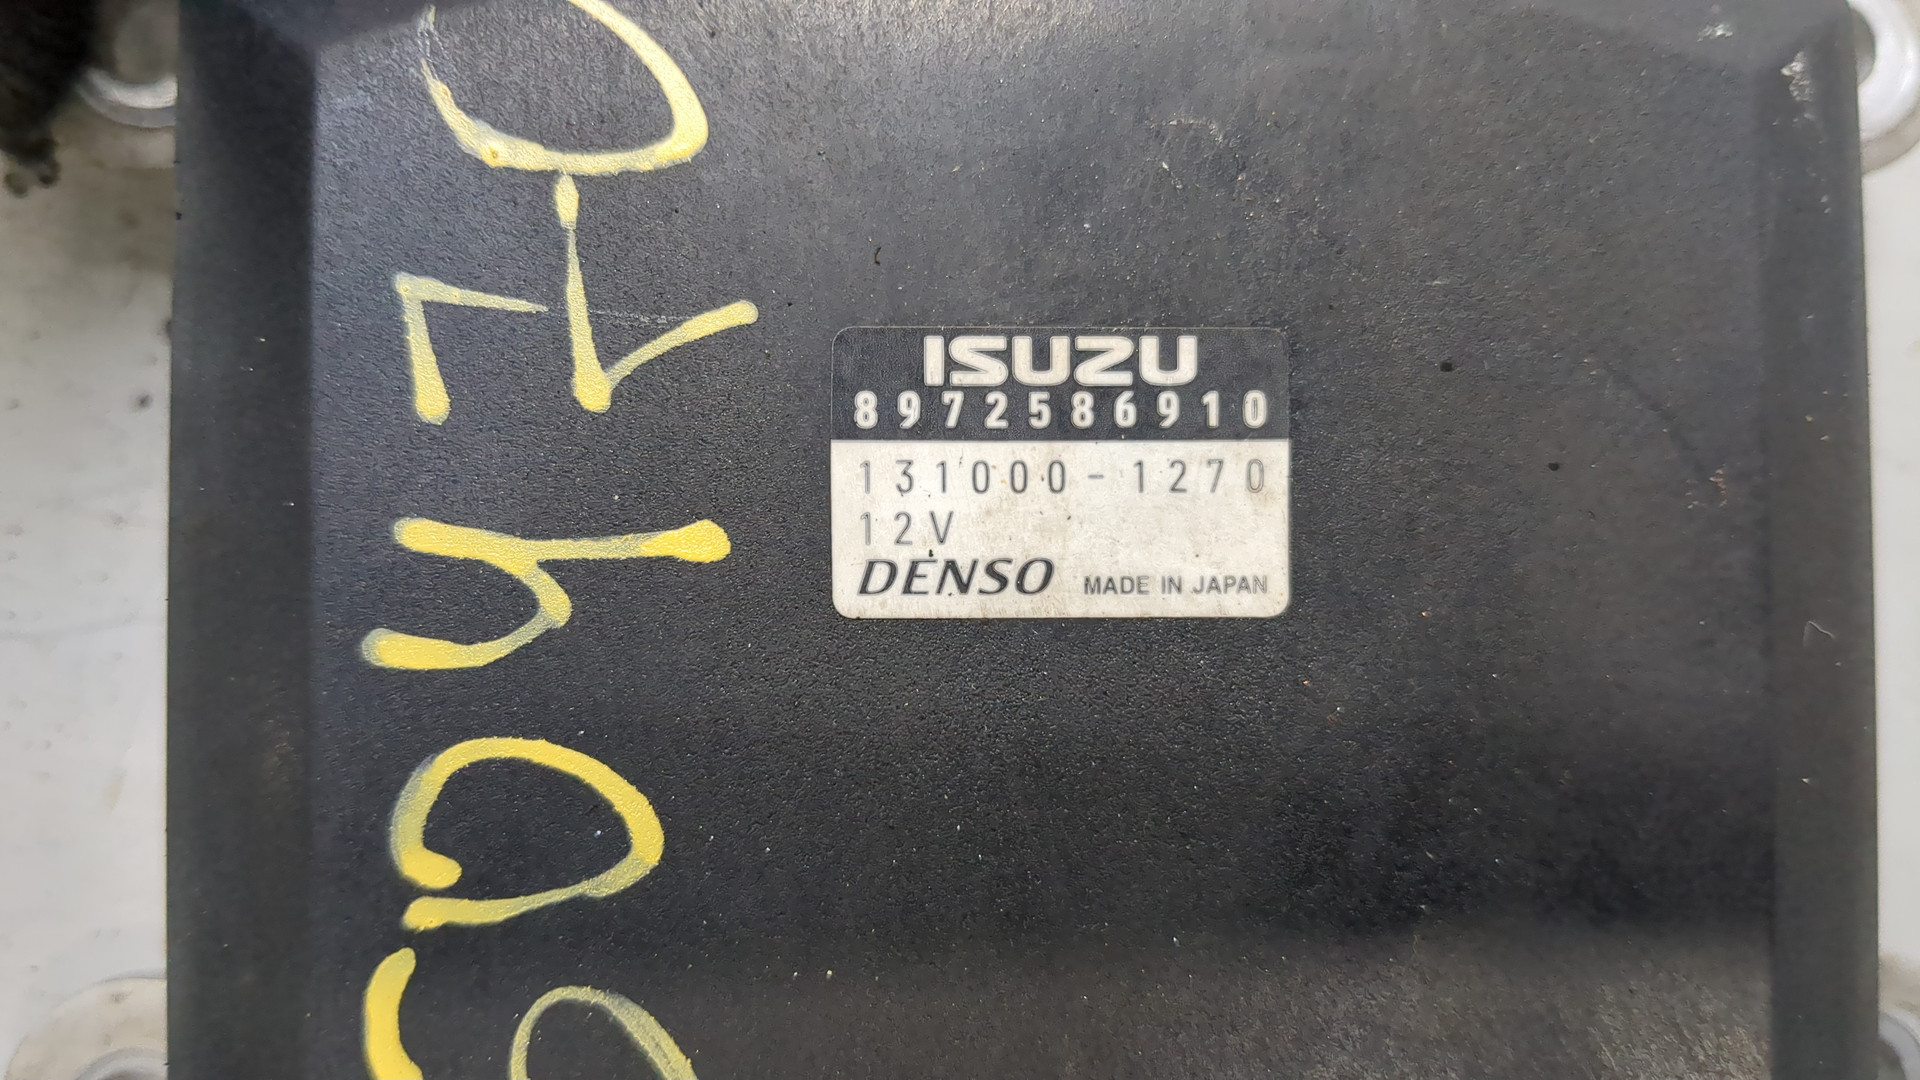 ISUZU
8972586910
131000-1270
12V
DENSO MADE IN JAPAN